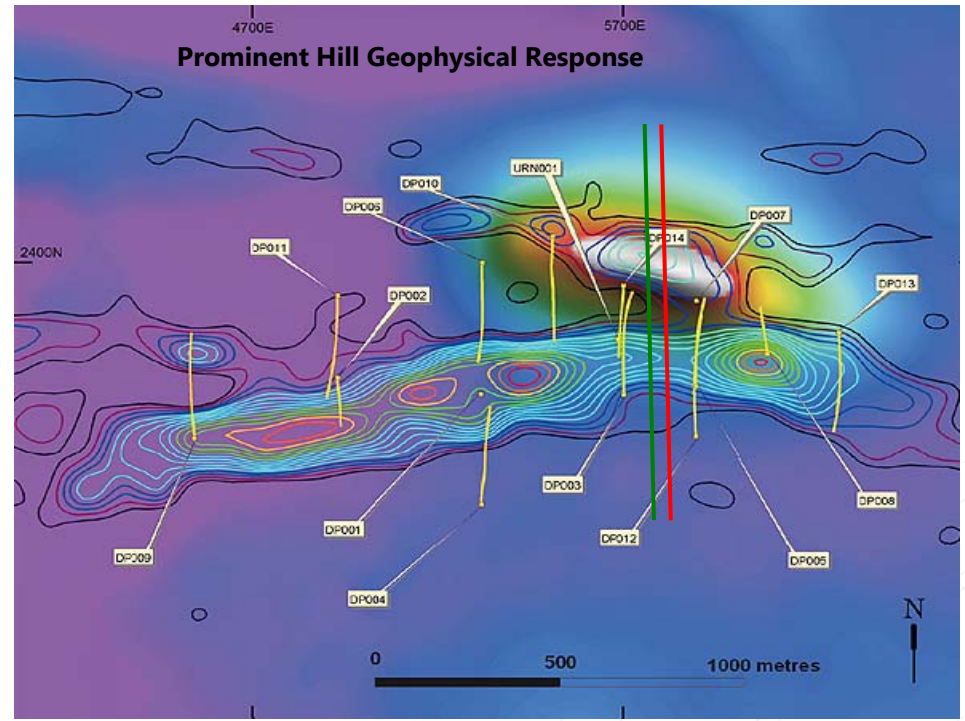 4700E
5700E
Prominent Hill Geophysical Response
URN001
DP010
DP006
DP007
DP014
DP011
2400N
DP002
DP013
DP003
DP008
DP001
DP012
DP009
DP005
DP004
N
0 500 1000 metres